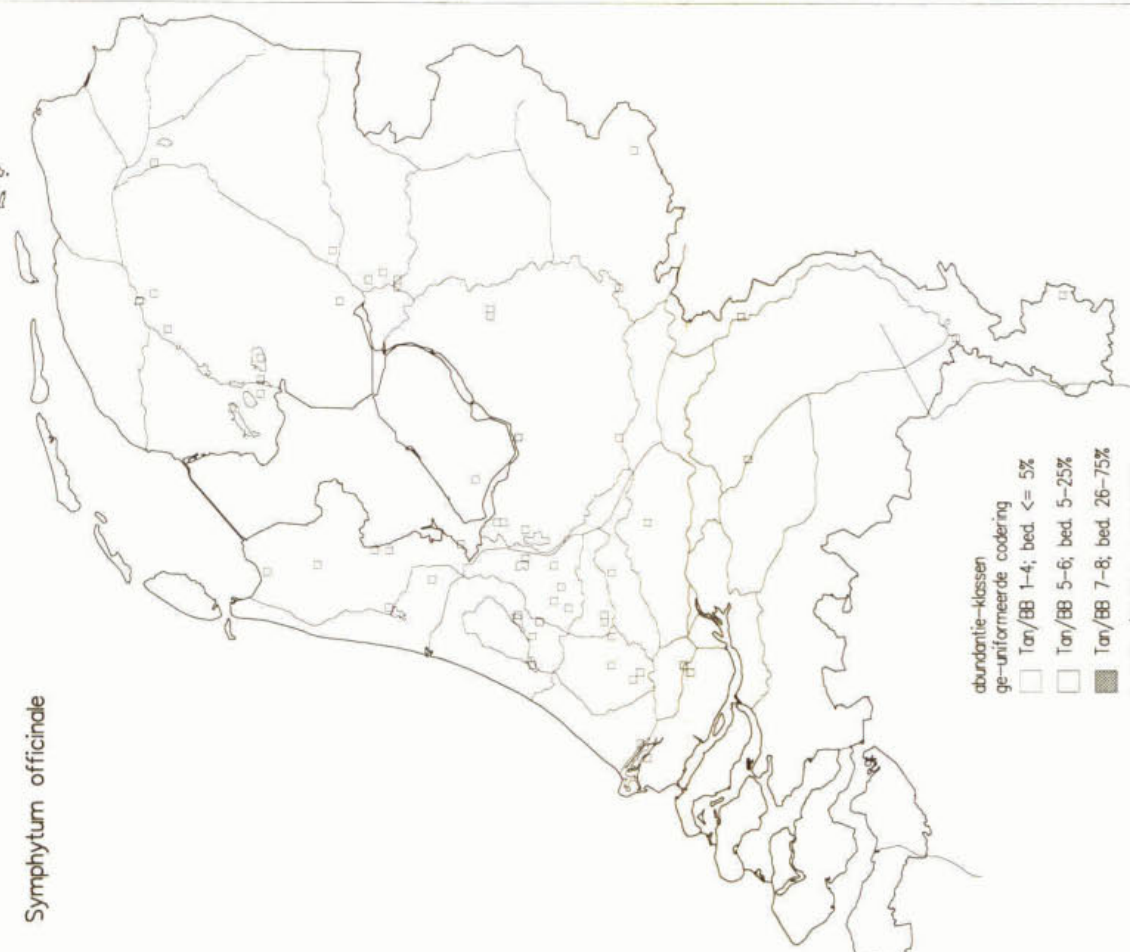 Symphytum officinale
abundantie-klassen
ge-uniformeerde codering
Tan/BB 1-4; bed. <= 5%
Tan/BB 5-6; bed. 5-25%
Tan/BB 7-8; bed. 26-75%